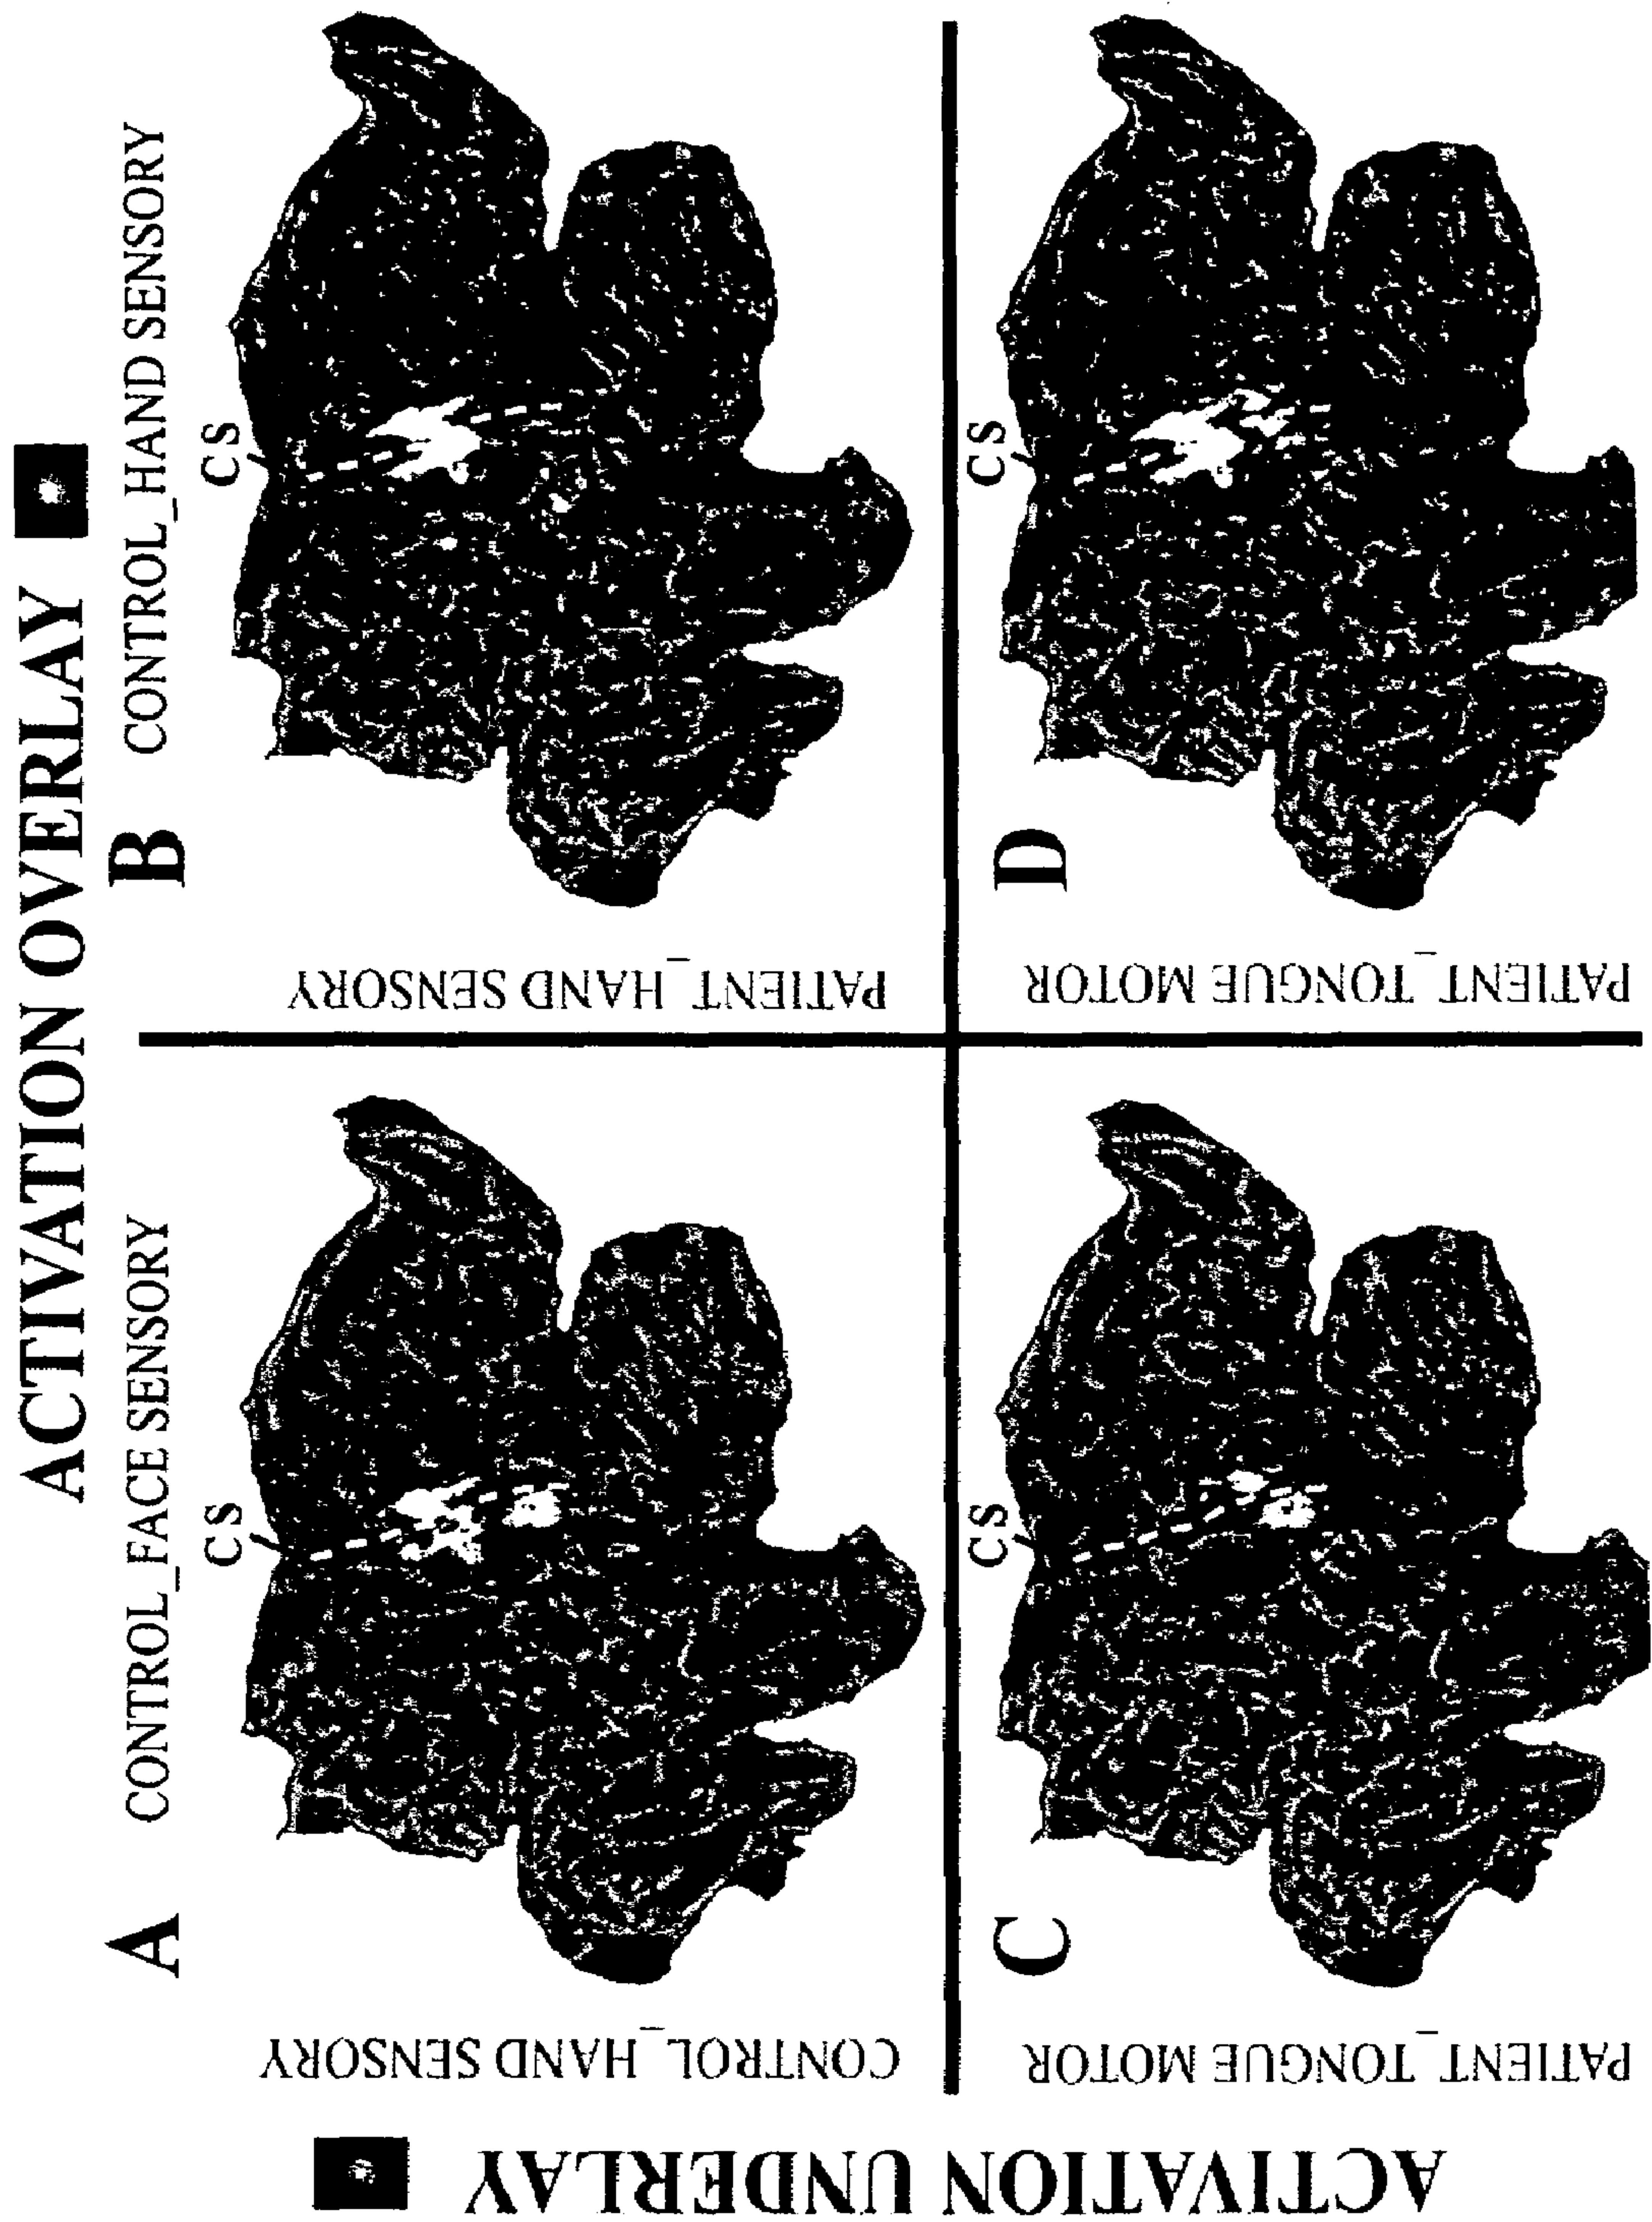 ACTIVATION OVERLAY
A CONTROL_FACE SENSORY
B CONTROL_HAND SENSORY
CS
CS
CONTROL_HAND SENSORY
PATIENT_HAND SENSORY
C
D
CS
CS
PATIENT_TONGUE MOTOR
PATIENT_TONGUE MOTOR
ACTIVATION UNDERLAY